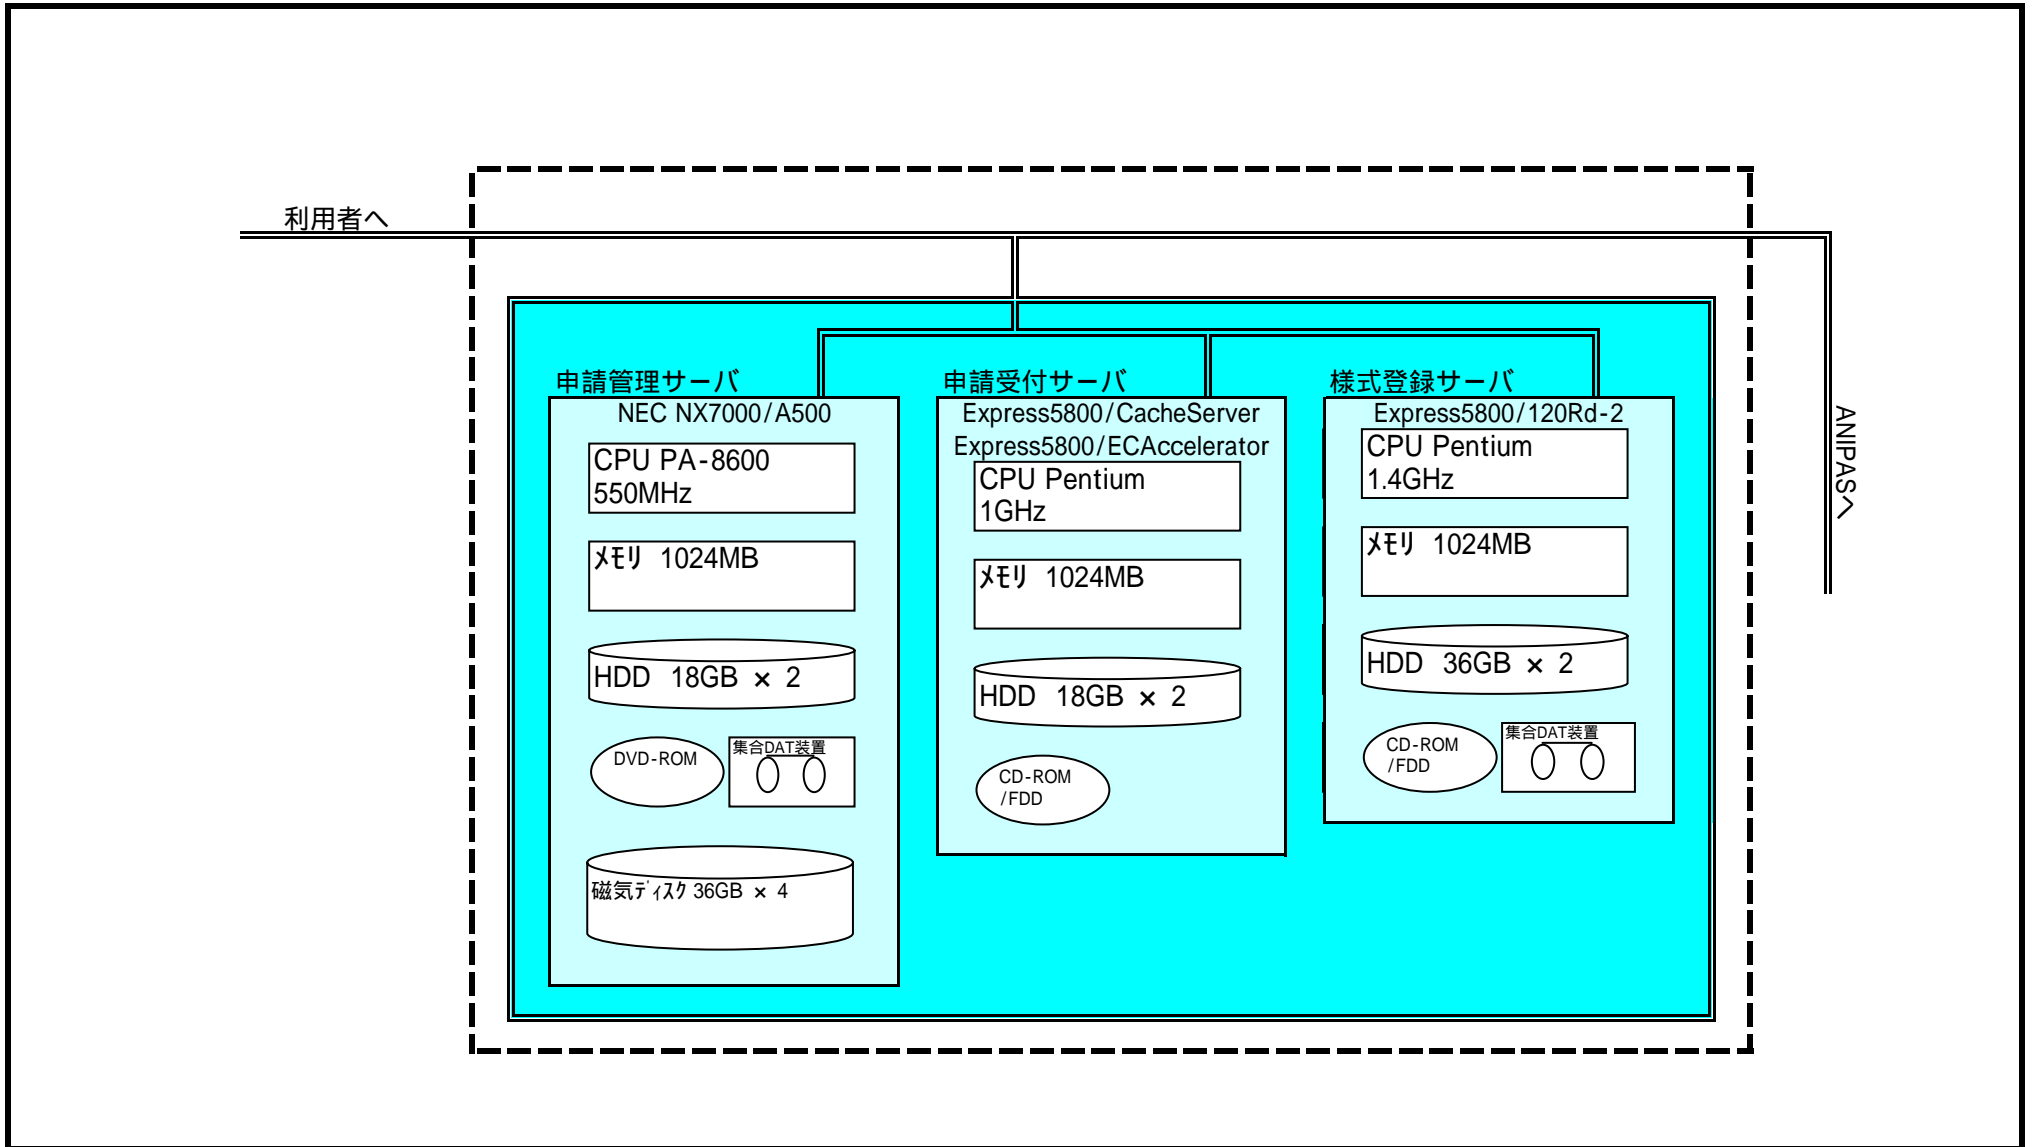 利用者へ
ANIPASへ
申請管理サーバ
NEC NX7000/A500
CPU PA-8600
550MHz
メモリ 1024MB
HDD 18GB × 2
DVD-ROM
集合DAT装置
磁気ディスク 36GB × 4
申請受付サーバ
Express5800/CacheServer
Express5800/ECAccelerator
CPU Pentium
1GHz
メモリ 1024MB
HDD 18GB × 2
CD-ROM
/FDD
様式登録サーバ
Express5800/120Rd-2
CPU Pentium
1.4GHz
メモリ 1024MB
HDD 36GB × 2
CD-ROM
/FDD
集合DAT装置